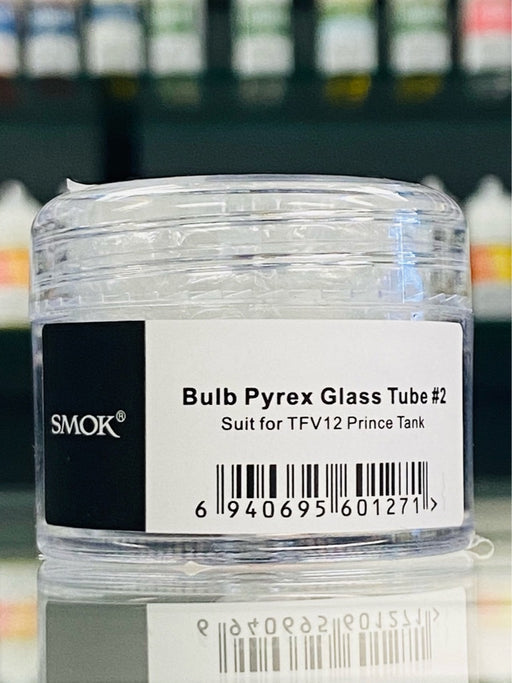 SMOK®
Bulb Pyrex Glass Tube #2
Suit for TFV12 Prince Tank
6 940695 601271 >